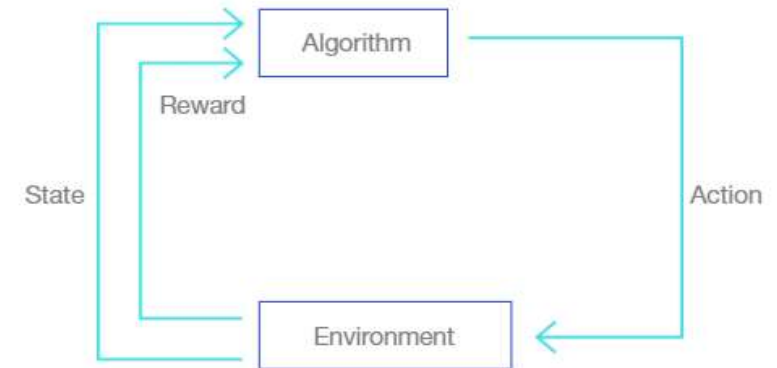 Algorithm
Reward
State
Action
Environment